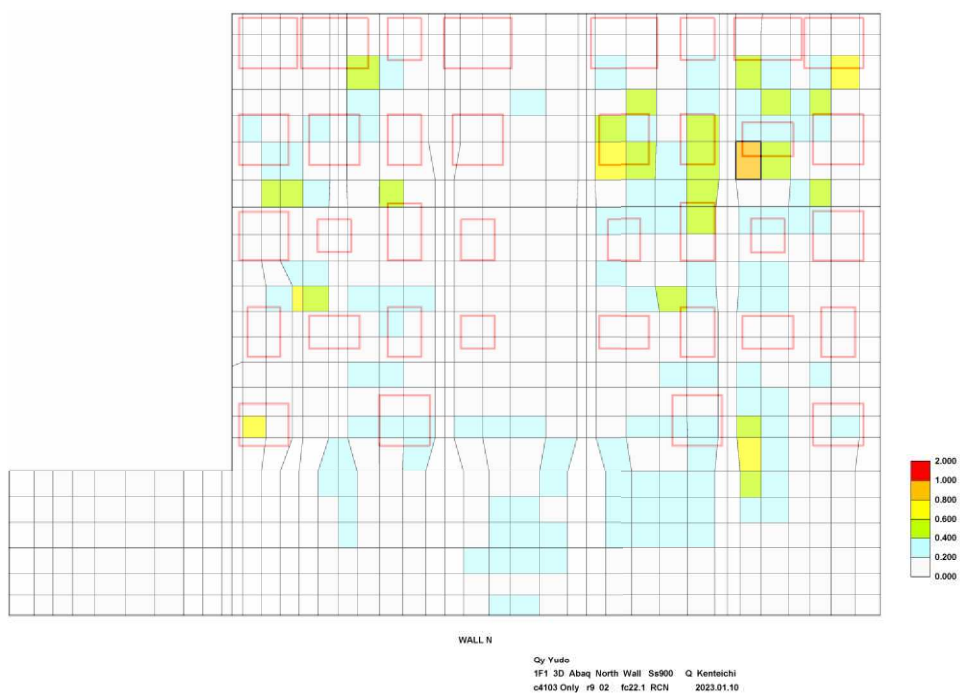 2.000
1.000
0.800
0.600
0.400
0.200
0.000
WALL N
Qy Yudo
1F1 3D Abaq North Wall Ss900 Q Kenteichi
c4103 Only r9 02 fc22.1 RCN 2023.01.10